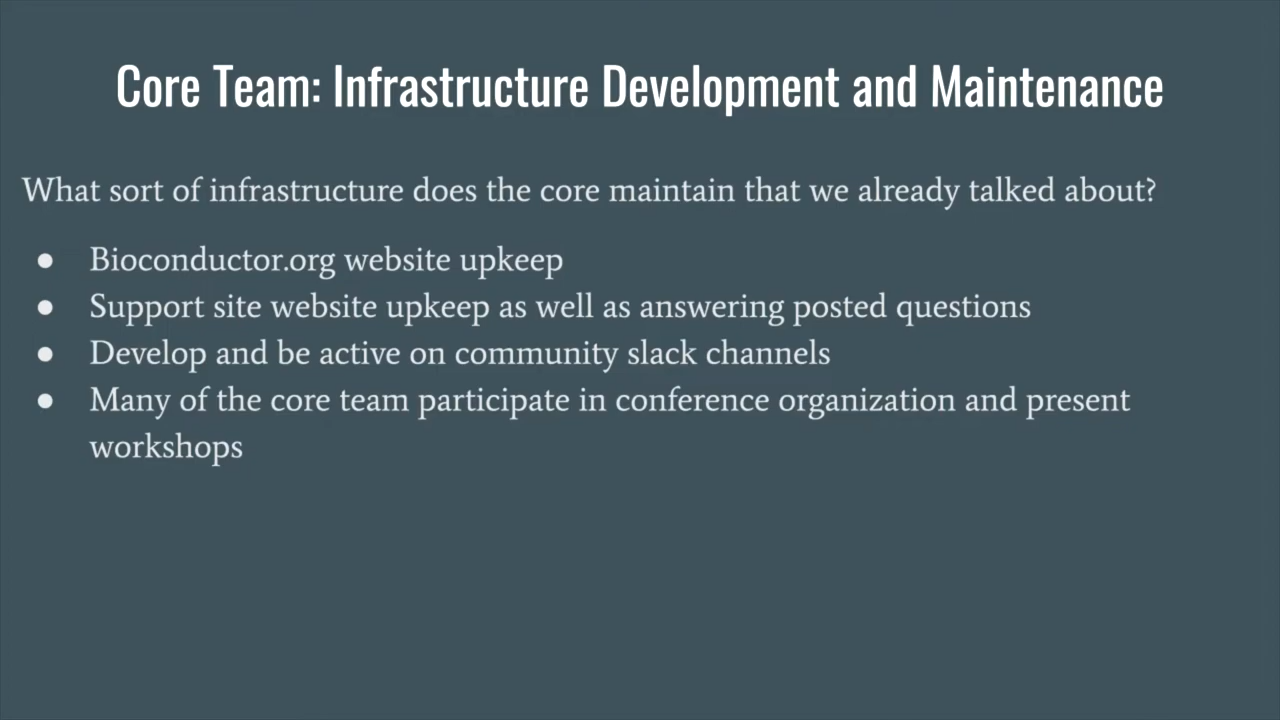 Core Team: Infrastructure Development and Maintenance
What sort of infrastructure does the core maintain that we already talked about?
● Bioconductor.org website upkeep
● Support site website upkeep as well as answering posted questions
● Develop and be active on community slack channels
● Many of the core team participate in conference organization and present
workshops